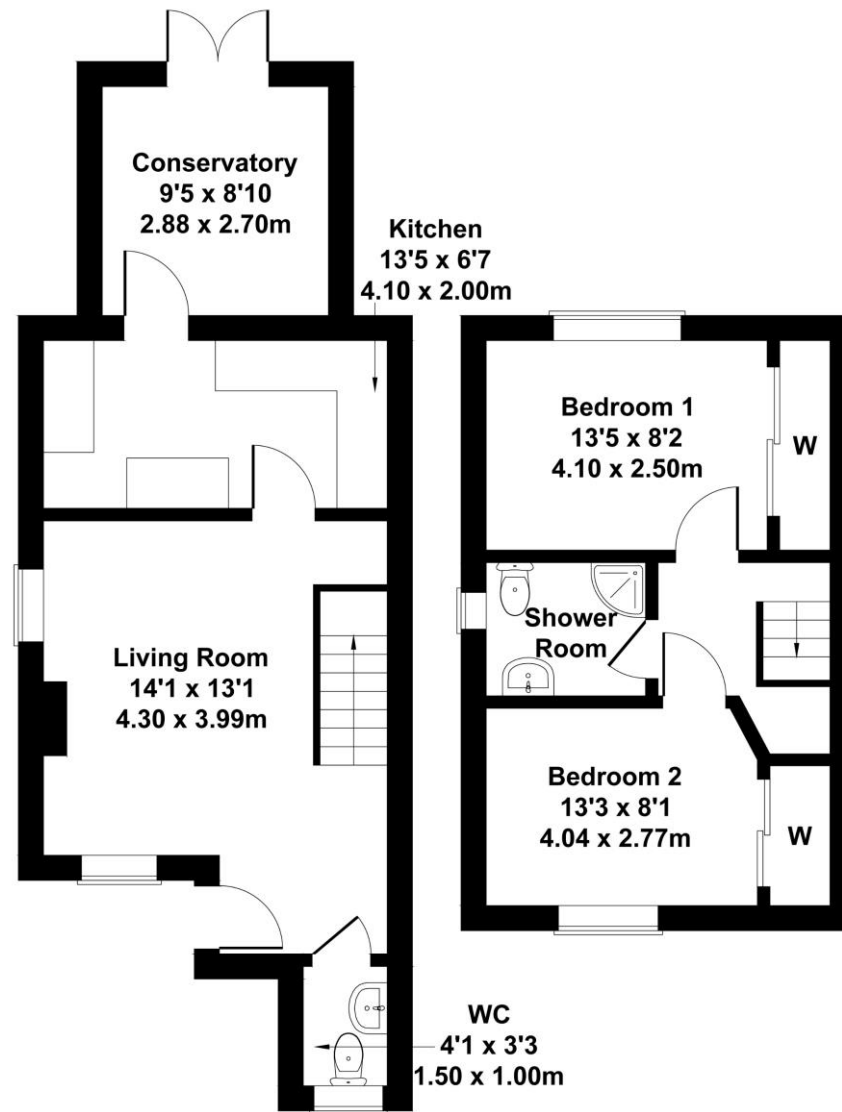 Conservatory
9'5 x 8'10
2.88 x 2.70m
Kitchen
13'5 x 6'7
4.10 x 2.00m
Living Room
14'1 x 13'1
4.30 x 3.99m
WC
4'1 x 3'3
1.50 x 1.00m
Bedroom 1
13'5 x 8'2
4.10 x 2.50m
W
Shower
Room
Bedroom 2
13'3 x 8'1
4.04 x 2.77m
W